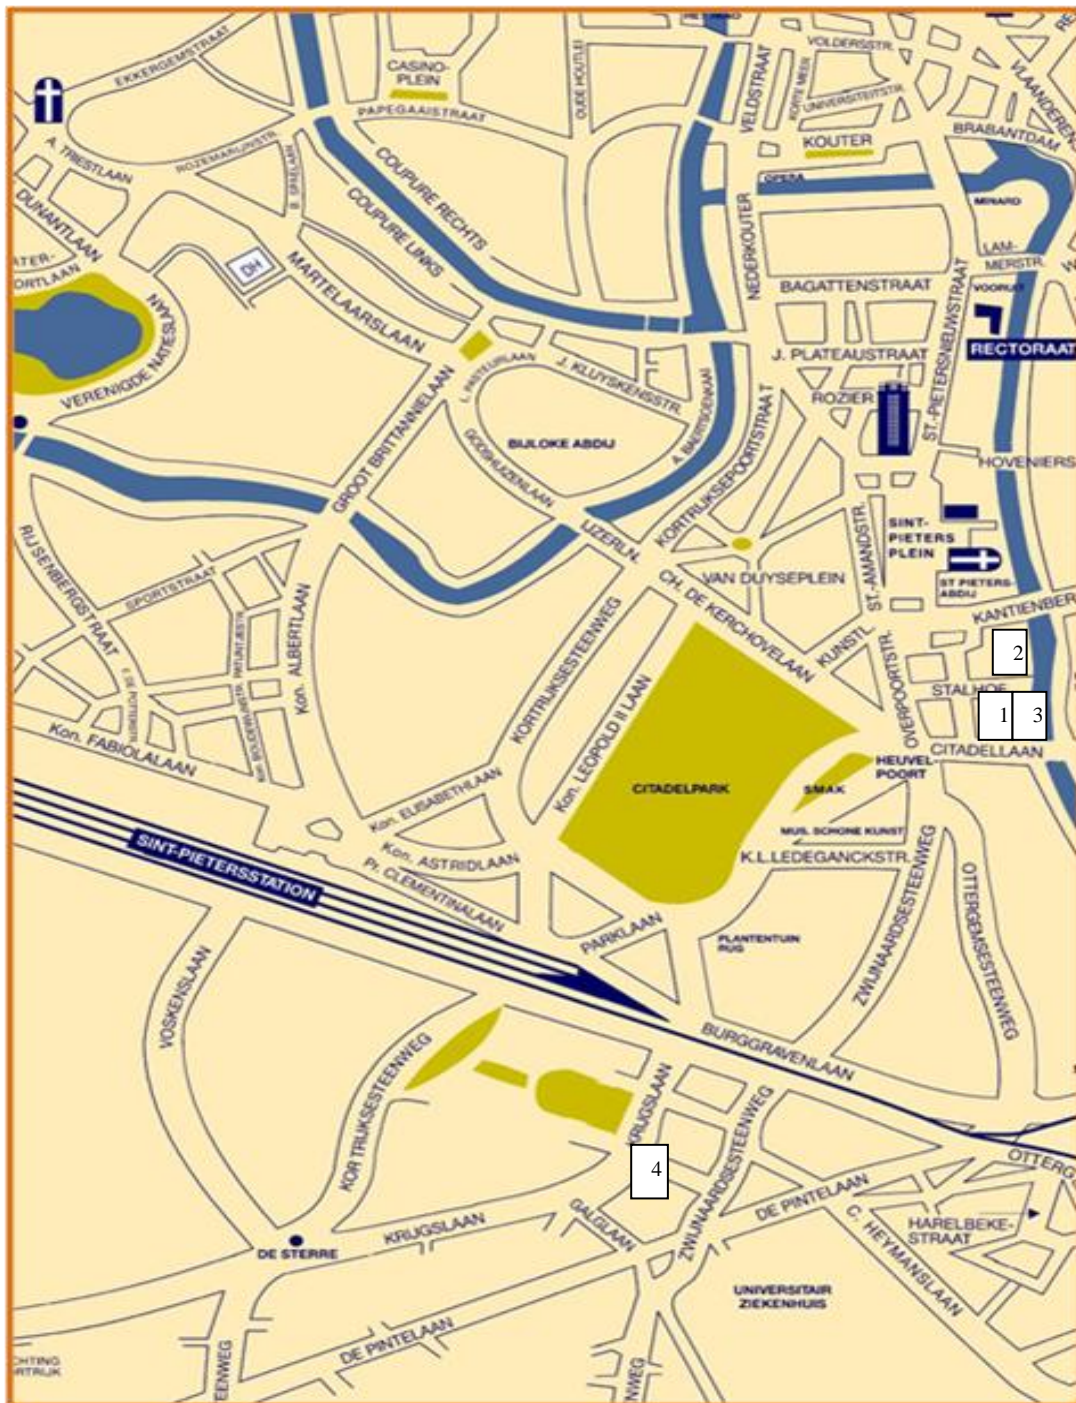 VOLDERSSTR.
EKKERGEMSTRAAT
CASINO-
PLEIN
OUDE HOUTLEI
VELDSTRAAT
KORTE MEER
UNIVERSITEITSTR.
PAPEGAAISTRAAT
KOUTER
BRABANTDAM
A. TRIESTLAAN
ROZEMARIJNSTR.
COUPURE RECHTS
COUPURE LINKS
OPERA
MINARD
DUNANTLAAN
NEDERKOUTER
LAM-
MERSTR.
DH
MARTELAARSLAAN
BAGATTENSTRAAT
VOORUIT
VERENIGDE NATIESLAAN
RECTORAAT
J. PLATEAUSTRAAT
L. PASTEURLAAN
J. KLUYSKENSSTR.
ROZIER
ST.-PIETERSNIEUWSTRAAT
GROOT BRITTANNIELAAN
BIJLOKE ABDIJ
A. BAERTSOENKAAI
GODSHUIZENLAAN
KORTRIJKSEPOORTSTRAAT
HOVENIERS
IJZERLN.
SINT-
PIETERS
PLEIN
ST.-AMANDSTR.
RIJSENBERGSTRAAT
SPORTSTRAAT
VAN DUYSEPLEIN
ST PIETERS-
ABDIJ
KANTIENBER
CH. DE KERCHOVELAAN
KUNSTL.
Kon. ALBERTLAAN
KORTRIJKSESTEENWEG
OVERPOORTSTR.
2
STALHOF
1
3
Kon. LEOPOLD II LAAN
CITADELLAAN
Kon. FABIOLALAAN
HEUVEL-
POORT
CITADELPARK
SMAK
Kon. ELISABETHLAAN
MUS. SCHONE KUNST
SINT-PIETERSSTATION
Kon. ASTRIDLAAN
K.L.LEDEGANCKSTR.
Pr. CLEMENTINALAAN
PARKLAAN
PLANTENTUIN
RUG
ZWIJNAARDSESTEENWEG
OTTERGEMSESTEENWEG
VOSKENSLAAN
BURGGRAVENLAAN
KORTRIJKSESTEENWEG
KRIJGSLAAN
ZWIJNAARDSESTEENWEG
4
OTTERG
DE PINTELAAN
GALGLAAN
KRIJGSLAAN
DE STERRE
C. HEYMANSLAAN
HARELBEKE-
STRAAT
UNIVERSITAIR
ZIEKENHUIS
DE PINTELAAN
EENWEG
NWEG